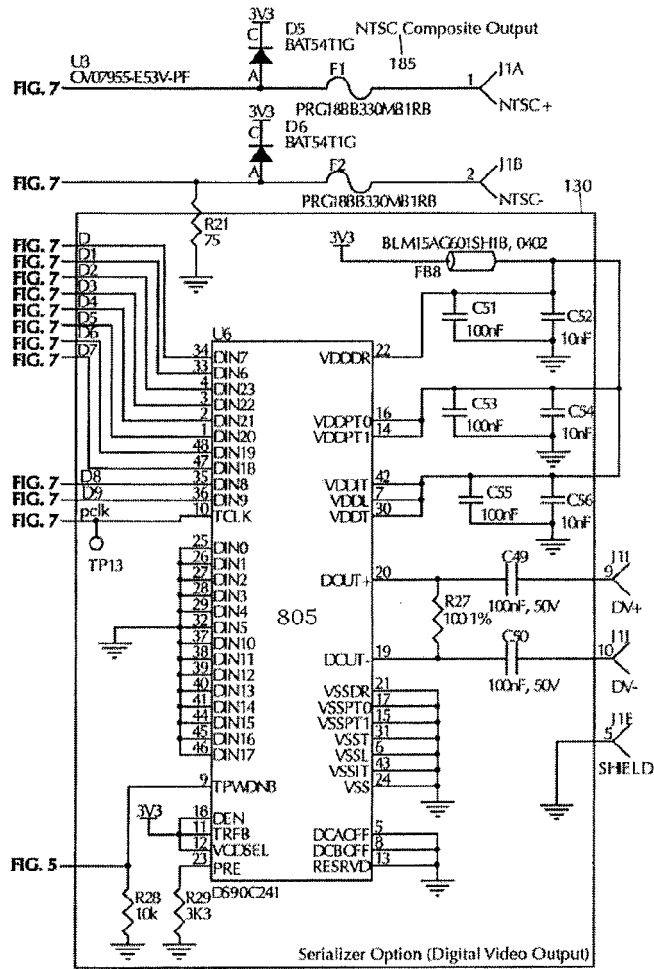 3V3
D5
BAT54T1G
C
A
NTSC Composite Output
185
U3
CV07955-E53V-PF
FIG. 7
F1
PRG18BB330MB1RB
1
J1A
NTSC+
3V3
D6
BAT54T1G
C
A
FIG. 7
F2
PRG18BB330MB1RB
2
J1B
NTSC-
130
R21
75
3V3
BLM15AG601SH1B, 0402
FB8
FIG. 7 D
FIG. 7 D1
FIG. 7 D2
FIG. 7 D3
FIG. 7 D4
FIG. 7 D5
FIG. 7 D6
FIG. 7 D7
FIG. 7 D8
FIG. 7 D9
FIG. 7 pclk
TP13
U6
34 DIN7
33 DIN6
4 DIN23
3 DIN22
2 DIN21
1 DIN20
48 DIN19
47 DIN18
35 DIN8
36 DIN9
10 TCLK
25 DIN0
26 DIN1
27 DIN2
28 DIN3
29 DIN4
32 DIN5
37 DIN10
38 DIN11
39 DIN12
40 DIN13
41 DIN14
44 DIN15
45 DIN16
46 DIN17
9 TPWDNB
18 DEN
11 TRFB
12 VODSEL
23 PRE
805
DS90C241
VDDDR 22
VDDPT0 16
VDDPT1 14
VDDIT 42
VDDL 7
VDDT 30
DOUT+ 20
DOUT- 19
VSSDR 21
VSSPT0 17
VSSPT1 15
VSST 31
VSSL 6
VSSIT 43
VSS 24
DCAOFF 5
DCBOFF 8
RESRVD 13
C51
100nF
C52
10nF
C53
100nF
C54
10nF
C55
100nF
C56
10nF
C49
100nF, 50V
R27
100 1%
C50
100nF, 50V
J1I
9
DV+
J1J
10
DV-
J1E
5
SHIELD
3V3
FIG. 5
R28
10k
R29
3K3
Serializer Option (Digital Video Output)